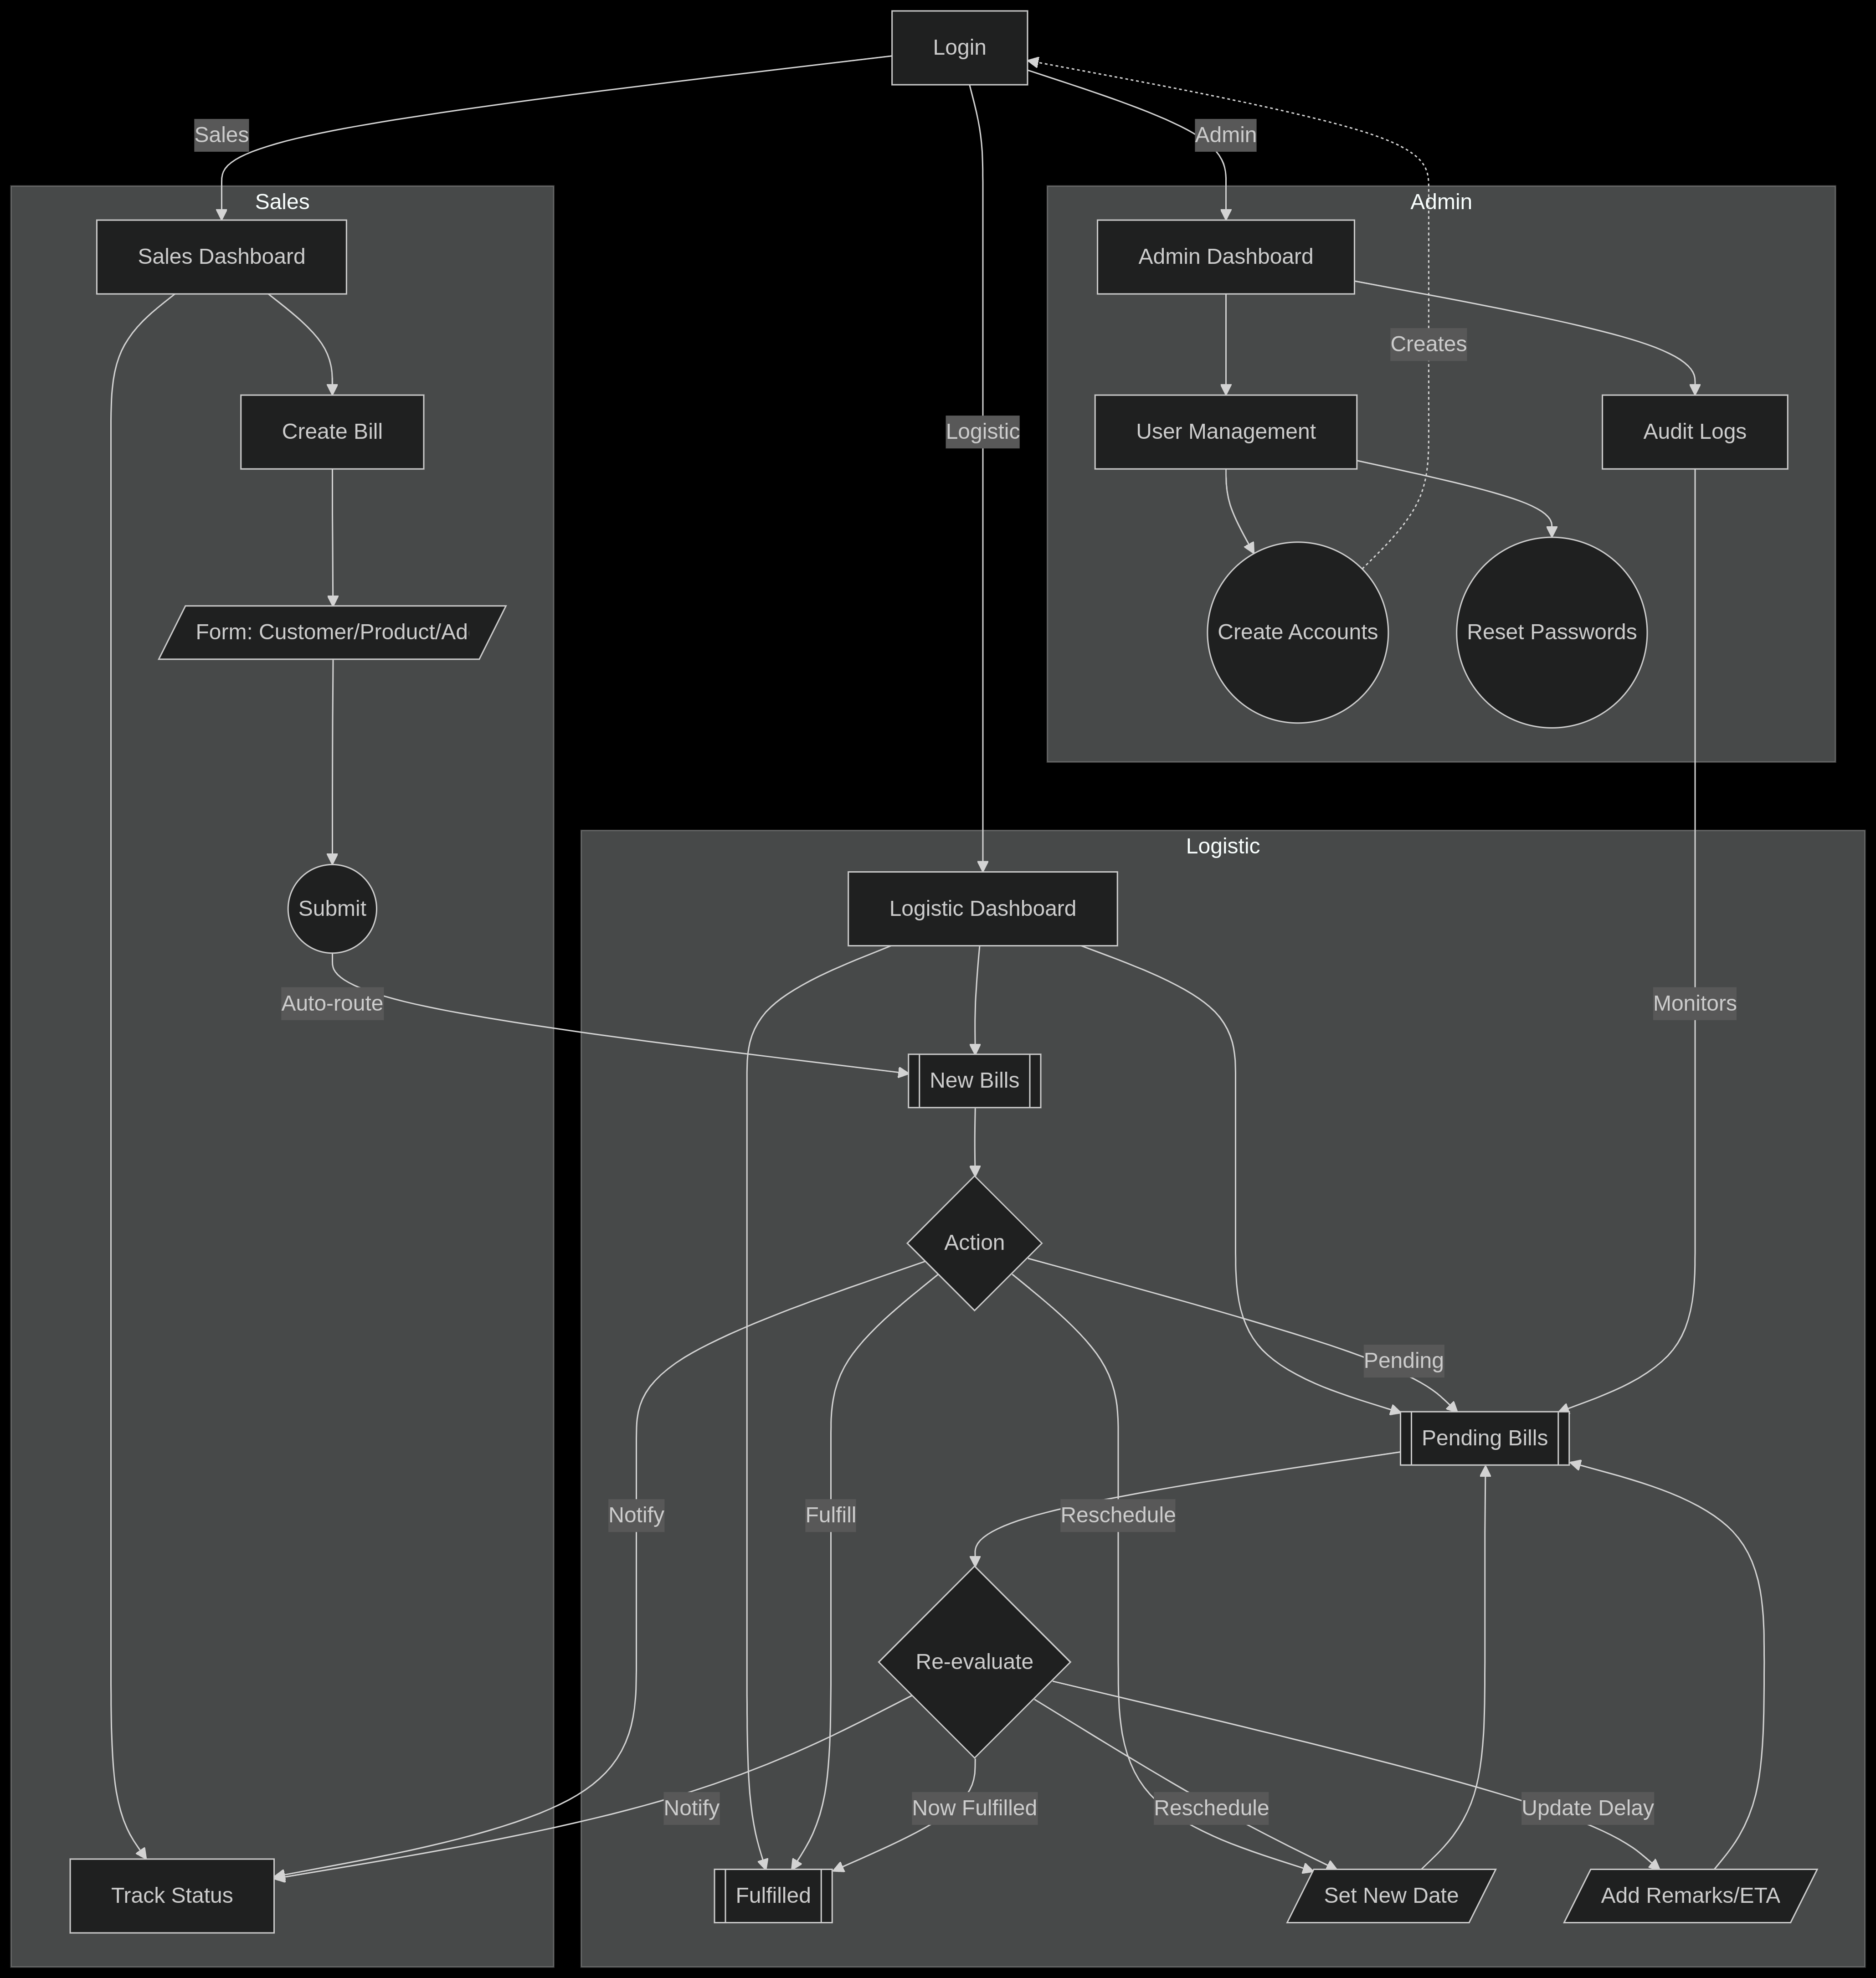 Login
Sales
Admin
Sales
Admin
Sales Dashboard
Admin Dashboard
Creates
Create Bill
Logistic
User Management
Audit Logs
Form: Customer/Product/Ad
Create Accounts
Reset Passwords
Logistic
Submit
Logistic Dashboard
Auto-route
Monitors
New Bills
Action
Pending
Pending Bills
Notify
Fulfill
Reschedule
Re-evaluate
Notify
Now Fulfilled
Reschedule
Update Delay
Track Status
Fulfilled
Set New Date
Add Remarks/ETA